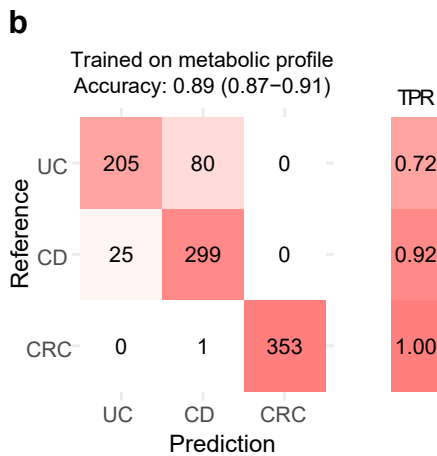 b
Trained on metabolic profile
Accuracy: 0.89 (0.87−0.91)
TPR
Reference
UC 205 80 0 0.72
CD 25 299 0 0.92
CRC 0 1 353 1.00
UC CD CRC
Prediction